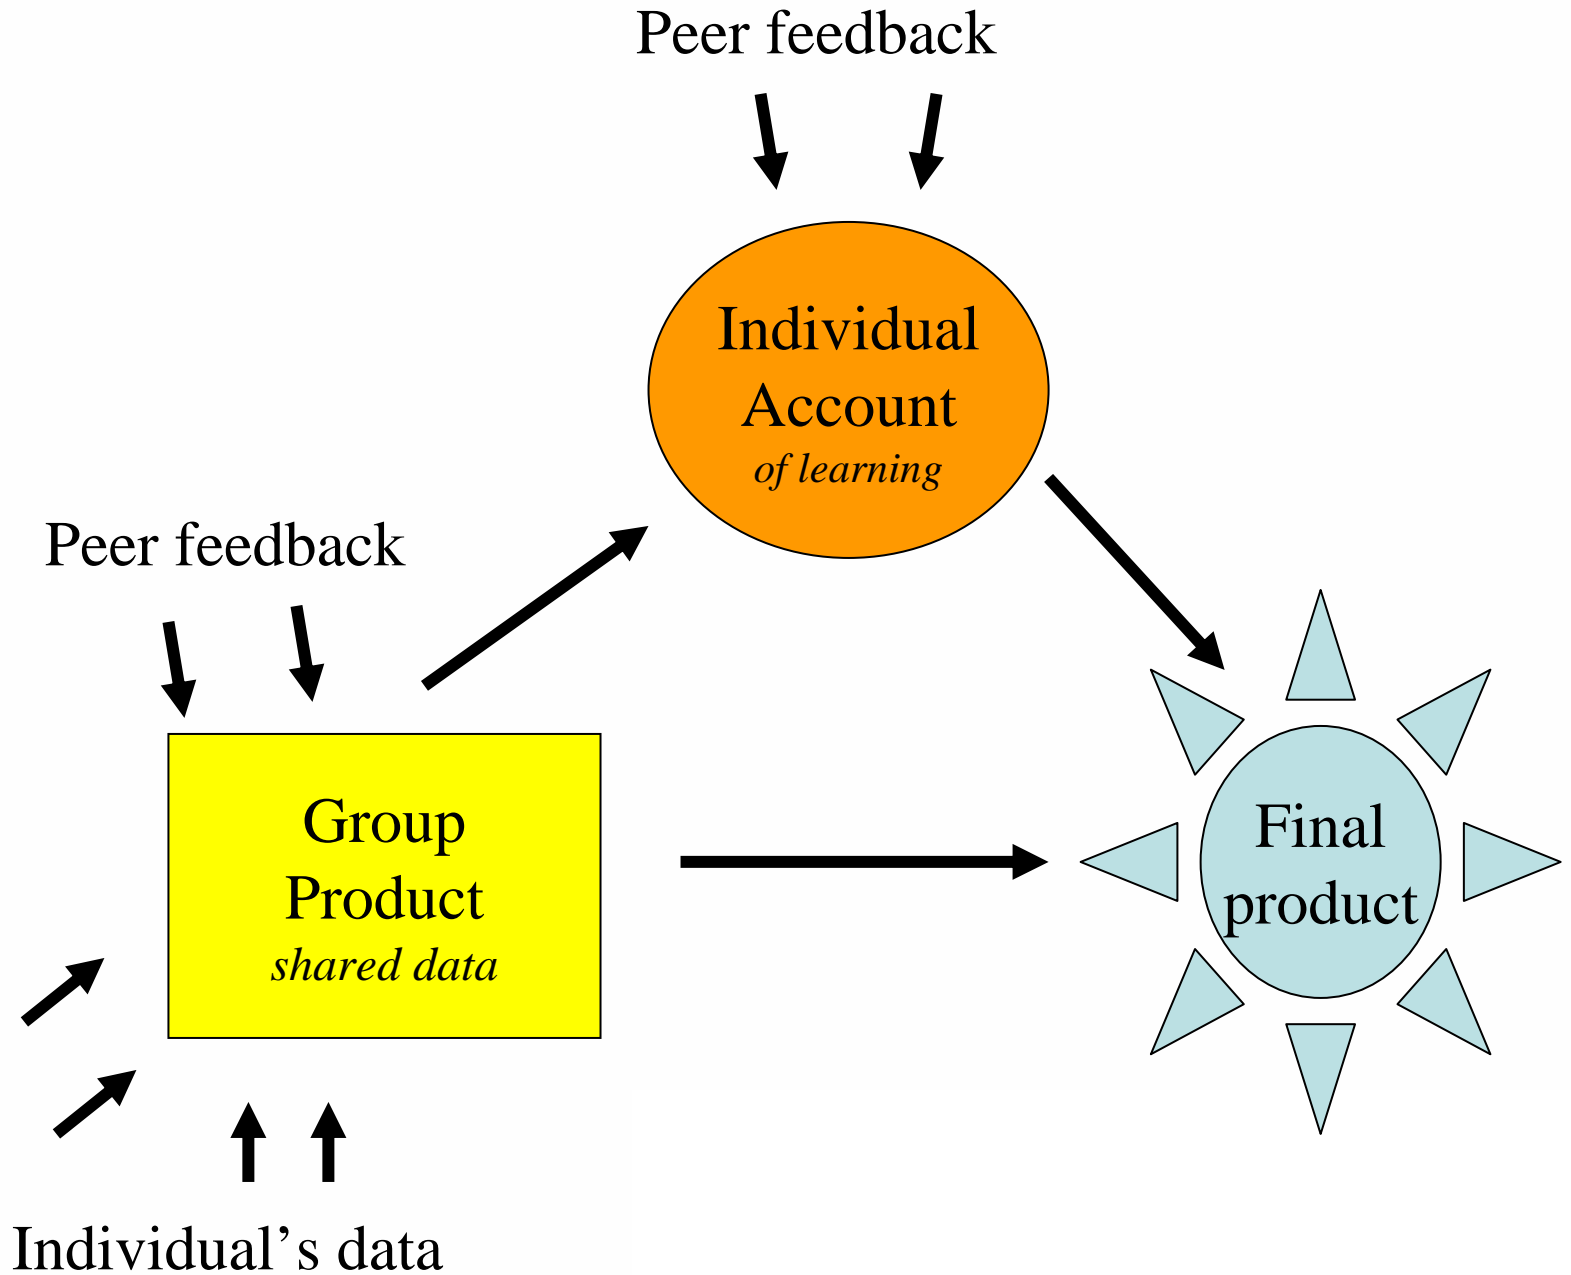 Peer feedback
Individual
Account
of learning
Peer feedback
Group
Product
shared data
Final
product
Individual’s data